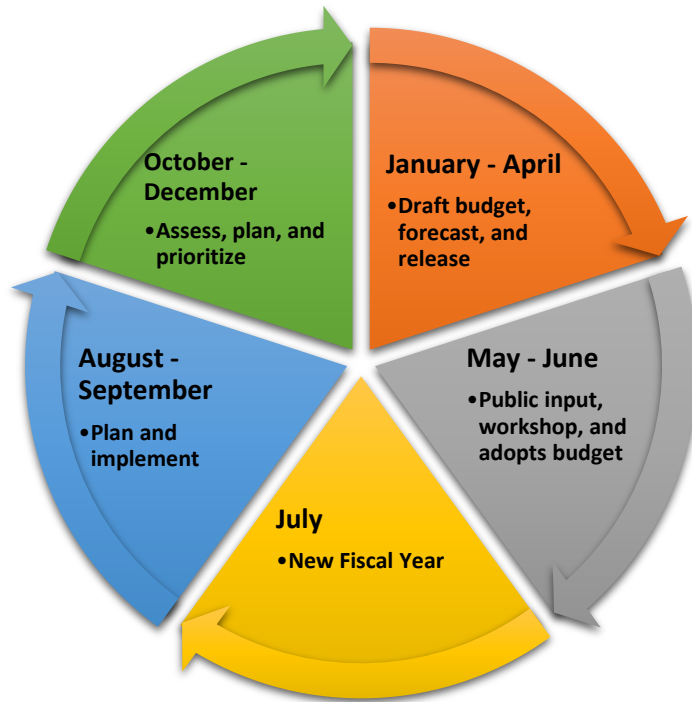 January - April
•Draft budget,
forecast, and
release
May - June
•Public input,
workshop, and
adopts budget
July
•New Fiscal Year
August -
September
•Plan and
implement
October -
December
•Assess, plan, and
prioritize